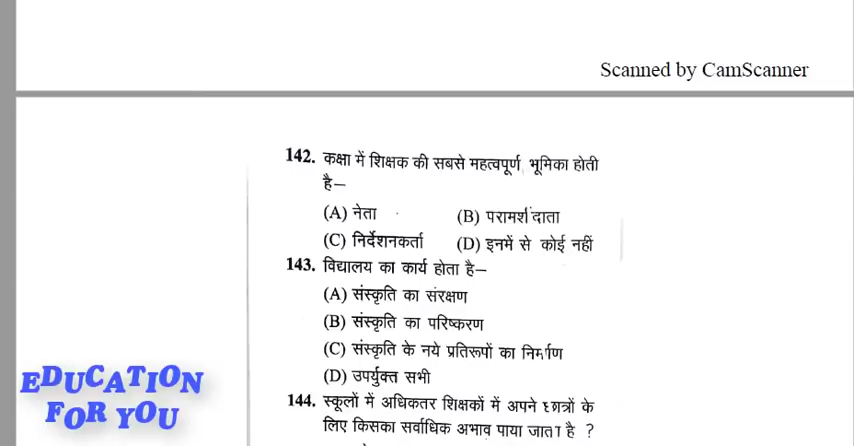 Scanned by CamScanner
142. कक्षा में शिक्षक की सबसे महत्वपूर्ण भूमिका होती
है–
(A) नेता (B) परामर्शदाता
(C) निर्देशनकर्ता (D) इनमें से कोई नहीं
143. विद्यालय का कार्य होता है–
(A) संस्कृति का संरक्षण
(B) संस्कृति का परिष्करण
(C) संस्कृति के नये प्रतिरूपों का निर्माण
(D) उपर्युक्त सभी
144. स्कूलों में अधिकतर शिक्षकों में अपने छात्रों के
लिए किसका सर्वाधिक अभाव पाया जाता है ?
EDUCATION
FOR YOU